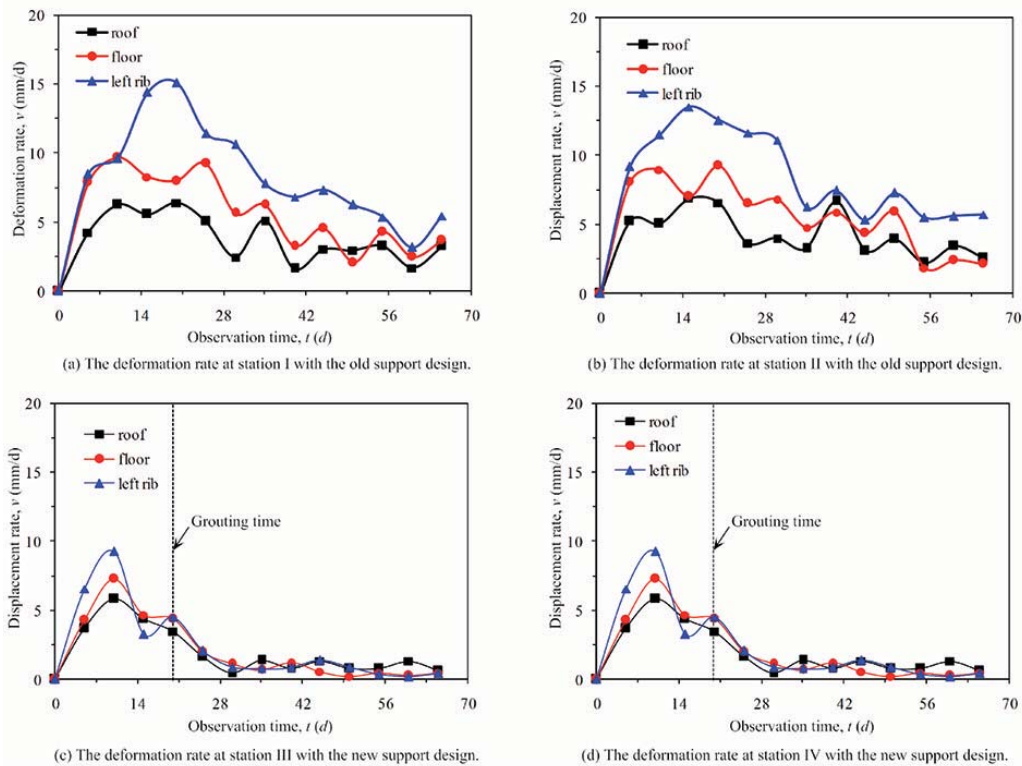 20
15
10
5
0
Deformation rate, v (mm/d)
roof
floor
left rib
0 14 28 42 56 70
Observation time, t (d)
(a) The deformation rate at station I with the old support design.
20
15
10
5
0
Displacement rate, v (mm/d)
roof
floor
left rib
0 14 28 42 56 70
Observation time, t (d)
(b) The deformation rate at station II with the old support design.
20
15
10
5
0
Displacement rate, v (mm/d)
roof
floor
left rib
Grouting time
0 14 28 42 56 70
Observation time, t (d)
(c) The deformation rate at station III with the new support design.
20
15
10
5
0
Displacement rate, v (mm/d)
roof
floor
left rib
Grouting time
0 14 28 42 56 70
Observation time, t (d)
(d) The deformation rate at station IV with the new support design.